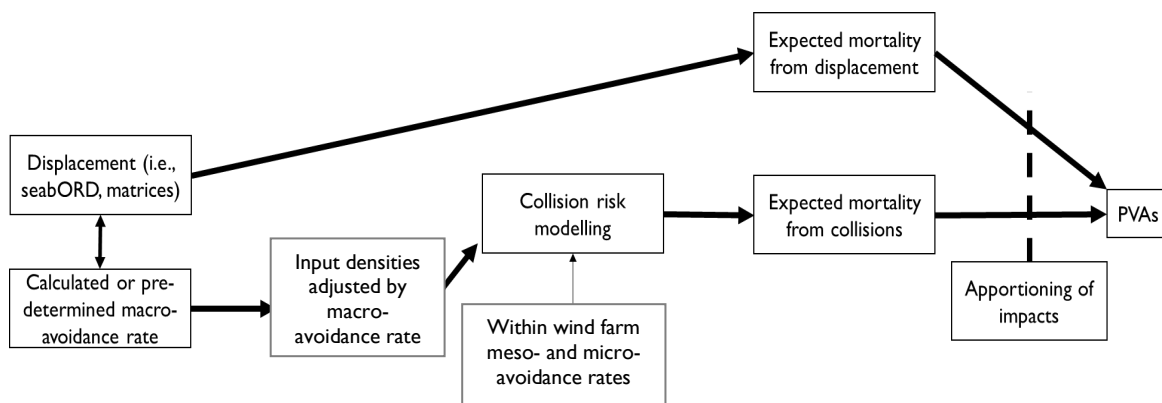 Expected mortality
from displacement
Displacement (i.e.,
seabORD, matrices)
Collision risk
modelling
Expected mortality
from collisions
PVAs
Calculated or pre-
determined macro-
avoidance rate
Input densities
adjusted by
macro-
avoidance rate
Within wind farm
meso- and micro-
avoidance rates
Apportioning of
impacts